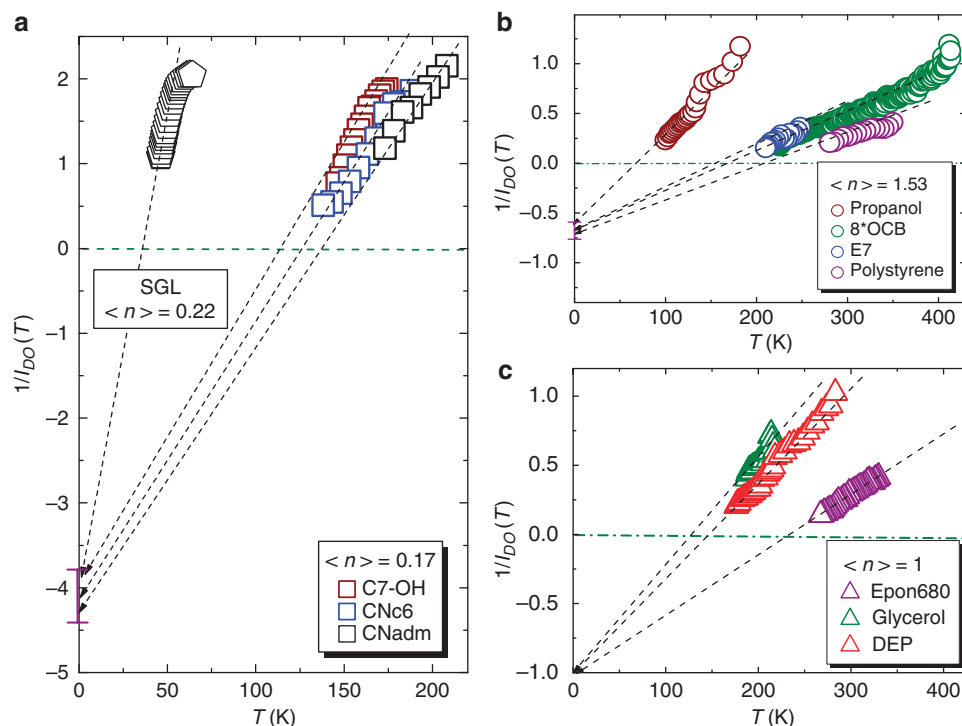 a
1/I_DO(T)
2
1
0
−1
−2
−3
−4
−5
SGL
< n > = 0.22
< n > = 0.17
C7-OH
CNc6
CNadm
0
50
100
150
200
T (K)
b
1/I_DO(T)
1.0
0.5
0.0
−0.5
−1.0
< n > = 1.53
Propanol
8*OCB
E7
Polystyrene
0
100
200
300
400
T (K)
c
1/I_DO(T)
1.0
0.5
0.0
−0.5
−1.0
< n > = 1
Epon680
Glycerol
DEP
0
100
200
300
400
T (K)